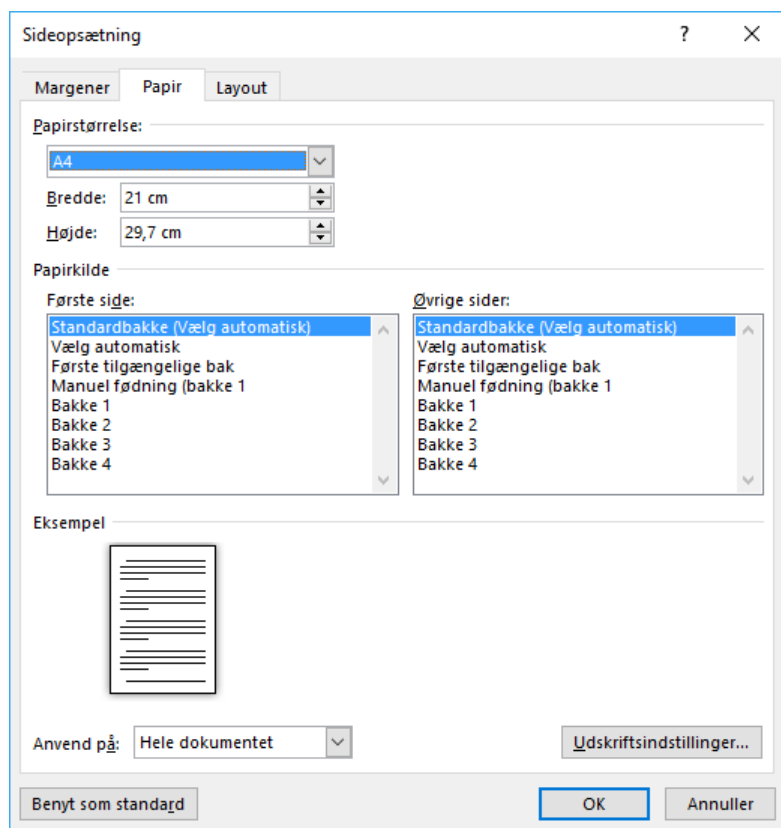 Sideopsætning
Margener Papir Layout
Papirstørrelse:
A4
Bredde: 21 cm
Højde: 29,7 cm
Papirkilde
Første side:
Standardbakke (Vælg automatisk)
Vælg automatisk
Første tilgængelige bak
Manuel fødning (bakke 1
Bakke 1
Bakke 2
Bakke 3
Bakke 4
Øvrige sider:
Standardbakke (Vælg automatisk)
Vælg automatisk
Første tilgængelige bak
Manuel fødning (bakke 1
Bakke 1
Bakke 2
Bakke 3
Bakke 4
Eksempel
Anvend på: Hele dokumentet Udskriftsindstillinger...
Benyt som standard OK Annuller